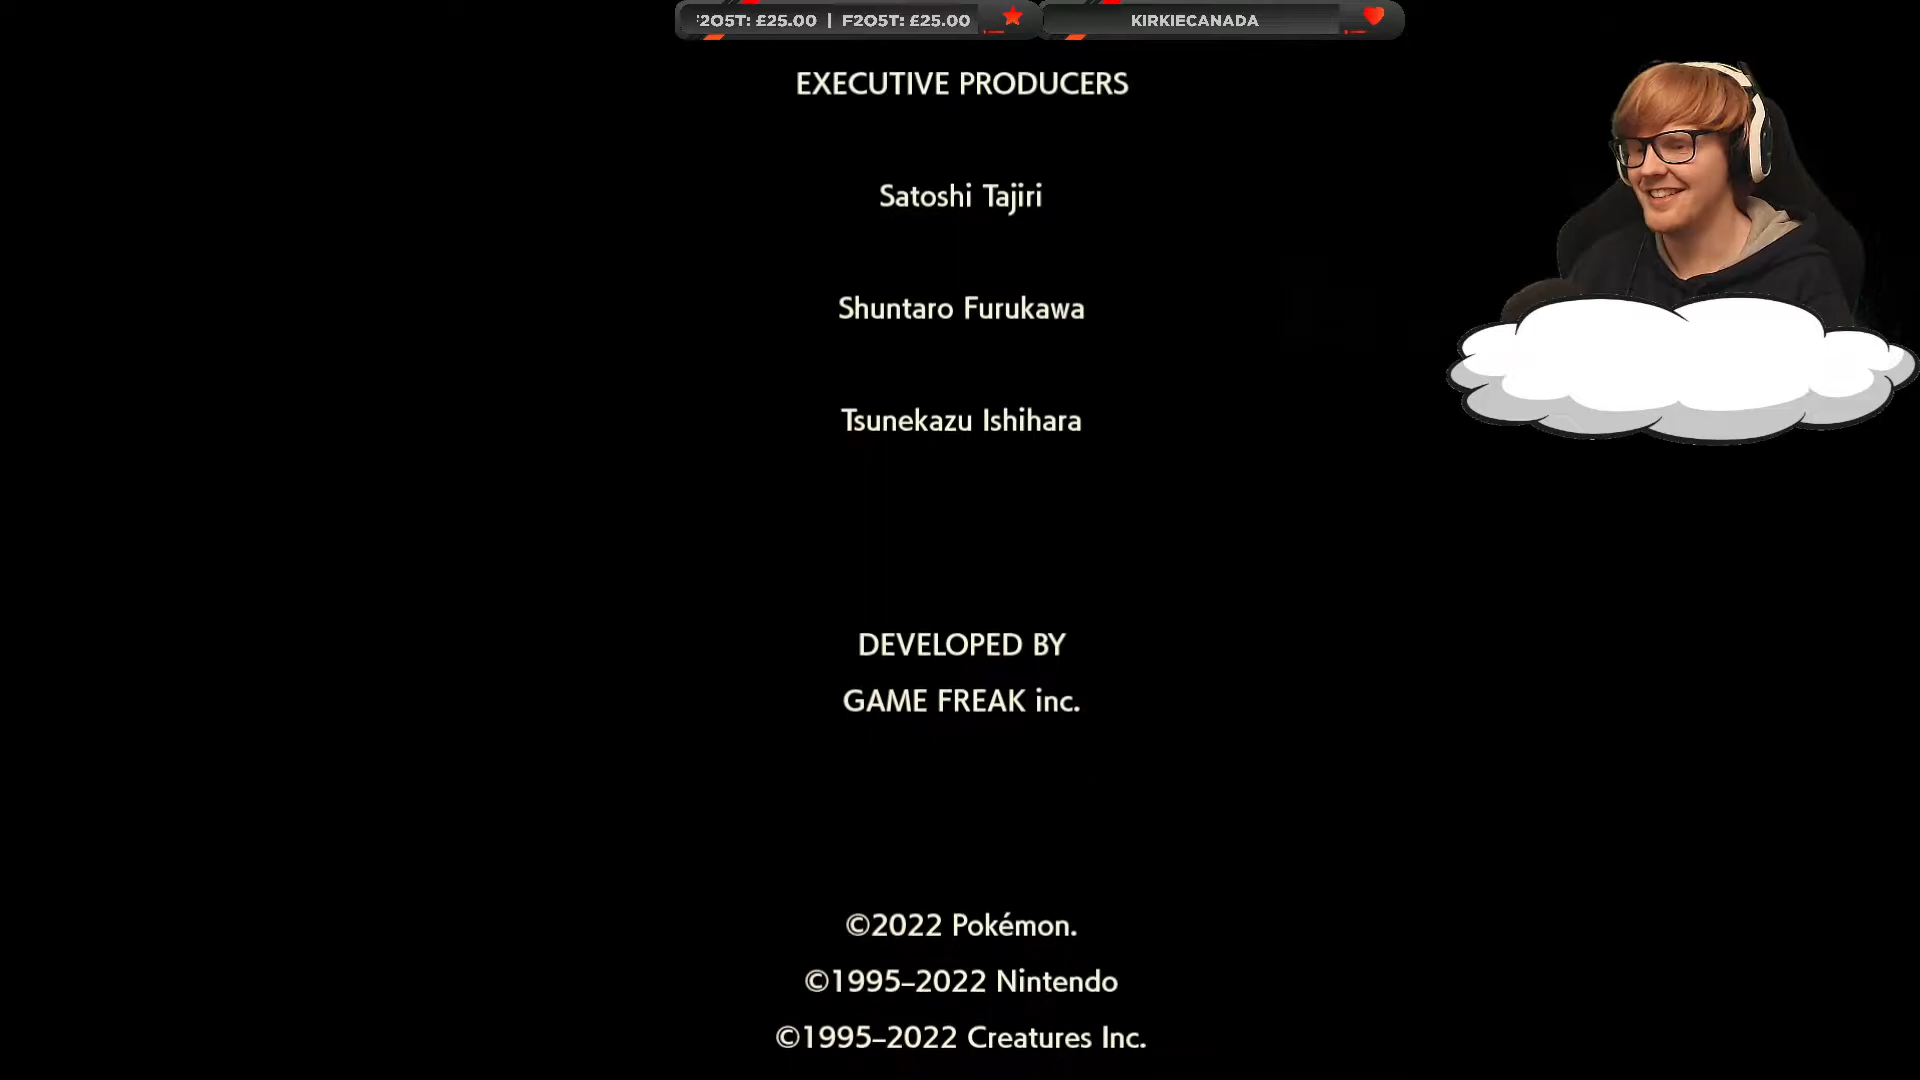 F2O5T: £25.00 | F2O5T: £25.00
KIRKIECANADA
EXECUTIVE PRODUCERS
Satoshi Tajiri
Shuntaro Furukawa
Tsunekazu Ishihara
DEVELOPED BY
GAME FREAK inc.
©2022 Pokémon.
©1995–2022 Nintendo
©1995–2022 Creatures Inc.